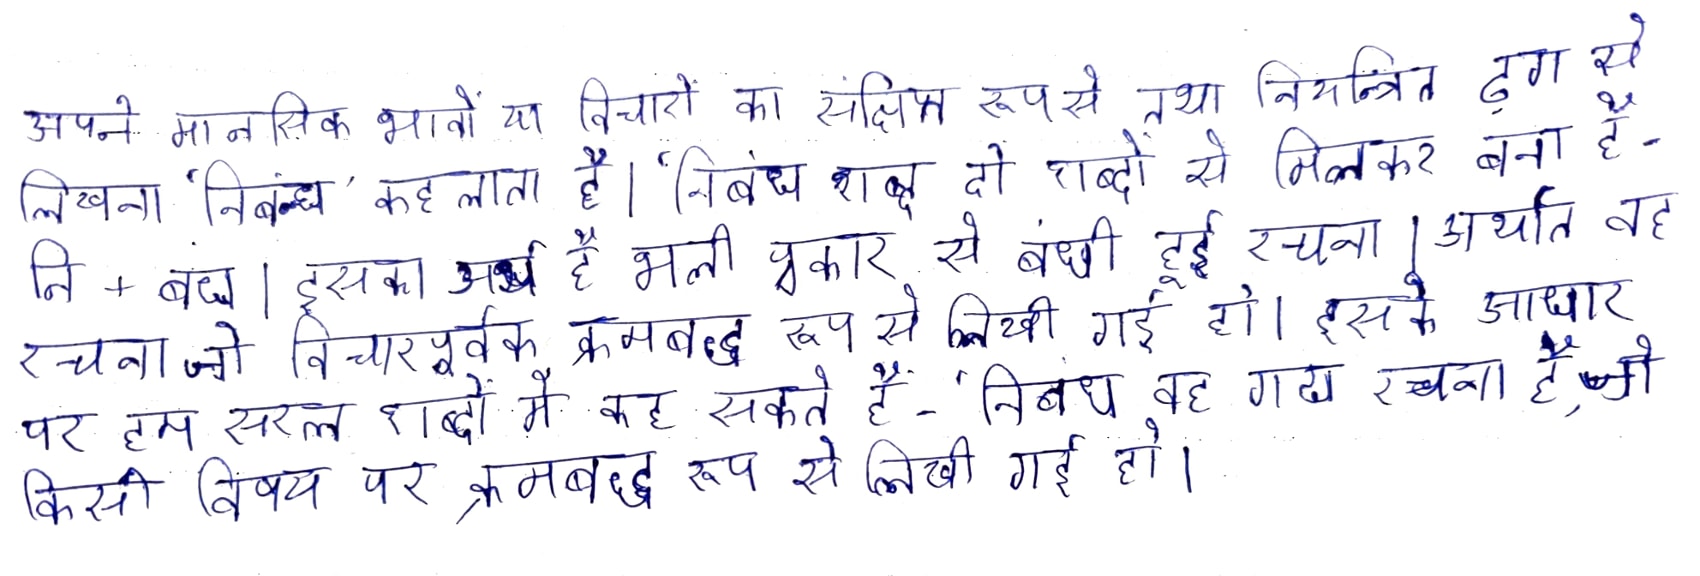 अपने मानसिक भावों या विचारों का संक्षिप्त रूप से तथा नियन्त्रित ढ़ग से
लिखना 'निबंन्ध' कहलाता है। 'निबंध शब्द दो शब्दों से मिलकर बना है -
नि + बंध। इसका अर्थ है भली प्रकार से बंधी हूई रचना। अर्थात वह
रचना जो विचारपूर्वक क्रमबद्ध रूप से लिखी गई हो। इसके आधार
पर हम सरल शब्दों में कह सकते हैं - 'निबंध वह गद्य रचना है, जो
किसी विषय पर क्रमबद्ध रूप से लिखी गई हो।